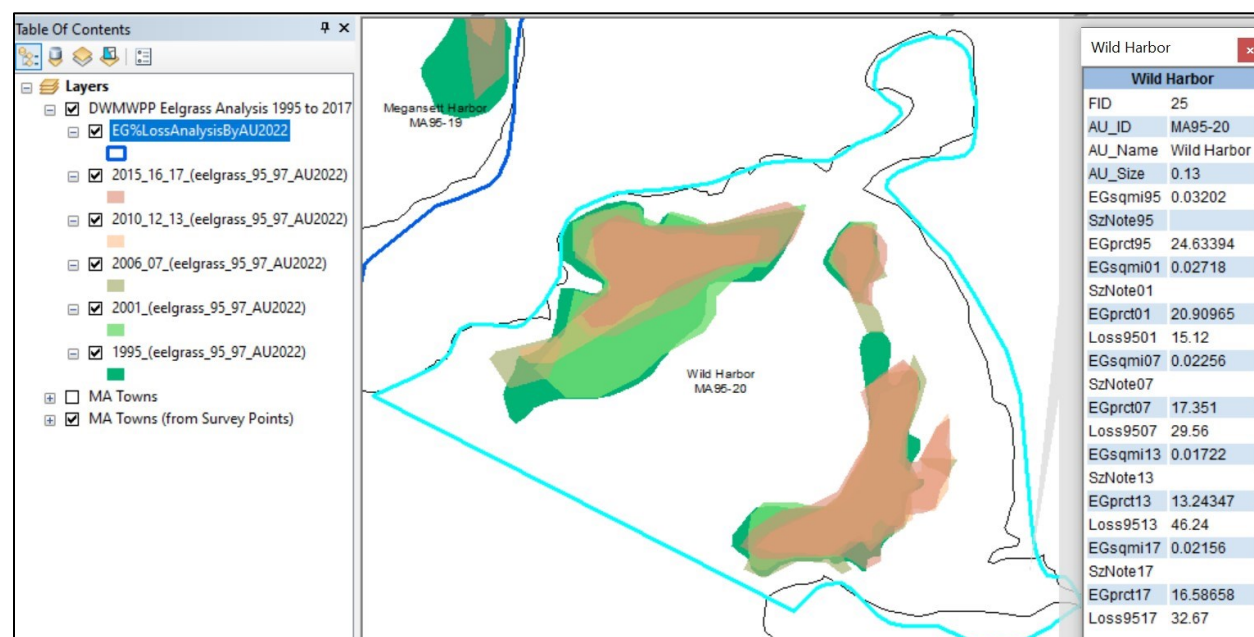 Table Of Contents
Layers
DWMWPP Eelgrass Analysis 1995 to 2017
EG%LossAnalysisByAU2022
2015_16_17_(eelgrass_95_97_AU2022)
2010_12_13_(eelgrass_95_97_AU2022)
2006_07_(eelgrass_95_97_AU2022)
2001_(eelgrass_95_97_AU2022)
1995_(eelgrass_95_97_AU2022)
MA Towns
MA Towns (from Survey Points)
Megansett Harbor
MA95-19
Wild Harbor
MA95-20
Wild Harbor
Wild Harbor
FID 25
AU_ID MA95-20
AU_Name Wild Harbor
AU_Size 0.13
EGsqmi95 0.03202
SzNote95
EGprct95 24.63394
EGsqmi01 0.02718
SzNote01
EGprct01 20.90965
Loss9501 15.12
EGsqmi07 0.02256
SzNote07
EGprct07 17.351
Loss9507 29.56
EGsqmi13 0.01722
SzNote13
EGprct13 13.24347
Loss9513 46.24
EGsqmi17 0.02156
SzNote17
EGprct17 16.58658
Loss9517 32.67